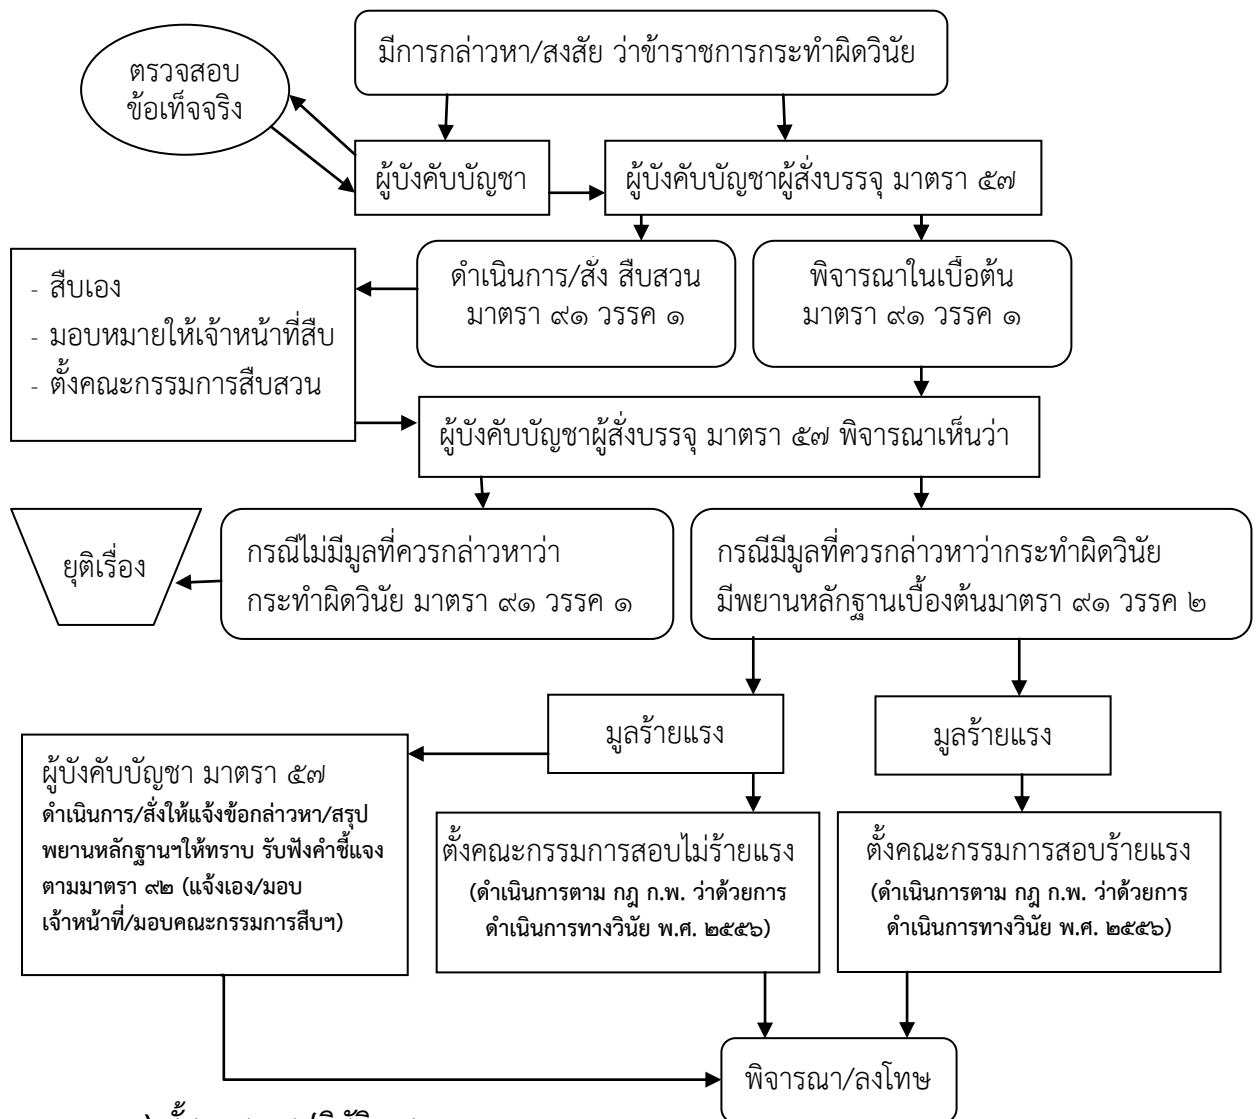 มีการกล่าวหา/สงสัย ว่าข้าราชการกระทำผิดวินัย
ตรวจสอบ
ข้อเท็จจริง
ผู้บังคับบัญชา
ผู้บังคับบัญชาผู้สั่งบรรจุ มาตรา ๕๗
ดำเนินการ/สั่ง สืบสวน
มาตรา ๙๑ วรรค ๑
พิจารณาในเบื้อต้น
มาตรา ๙๑ วรรค ๑
- สืบเอง
- มอบหมายให้เจ้าหน้าที่สืบ
- ตั้งคณะกรรมการสืบสวน
ผู้บังคับบัญชาผู้สั่งบรรจุ มาตรา ๕๗ พิจารณาเห็นว่า
ยุติเรื่อง
กรณีไม่มีมูลที่ควรกล่าวหาว่า
กระทำผิดวินัย มาตรา ๙๑ วรรค ๑
กรณีมีมูลที่ควรกล่าวหาว่ากระทำผิดวินัย
มีพยานหลักฐานเบื้องต้นมาตรา ๙๑ วรรค ๒
มูลร้ายแรง
มูลร้ายแรง
ผู้บังคับบัญชา มาตรา ๕๗
ดำเนินการ/สั่งให้แจ้งข้อกล่าวหา/สรุป
พยานหลักฐานฯให้ทราบ รับฟังคำชี้แจง
ตามมาตรา ๙๒ (แจ้งเอง/มอบ
เจ้าหน้าที่/มอบคณะกรรมการสืบฯ)
ตั้งคณะกรรมการสอบไม่ร้ายแรง
(ดำเนินการตาม กฎ ก.พ. ว่าด้วยการ
ดำเนินการทางวินัย พ.ศ. ๒๕๕๖)
ตั้งคณะกรรมการสอบร้ายแรง
(ดำเนินการตาม กฎ ก.พ. ว่าด้วยการ
ดำเนินการทางวินัย พ.ศ. ๒๕๕๖)
พิจารณา/ลงโทษ